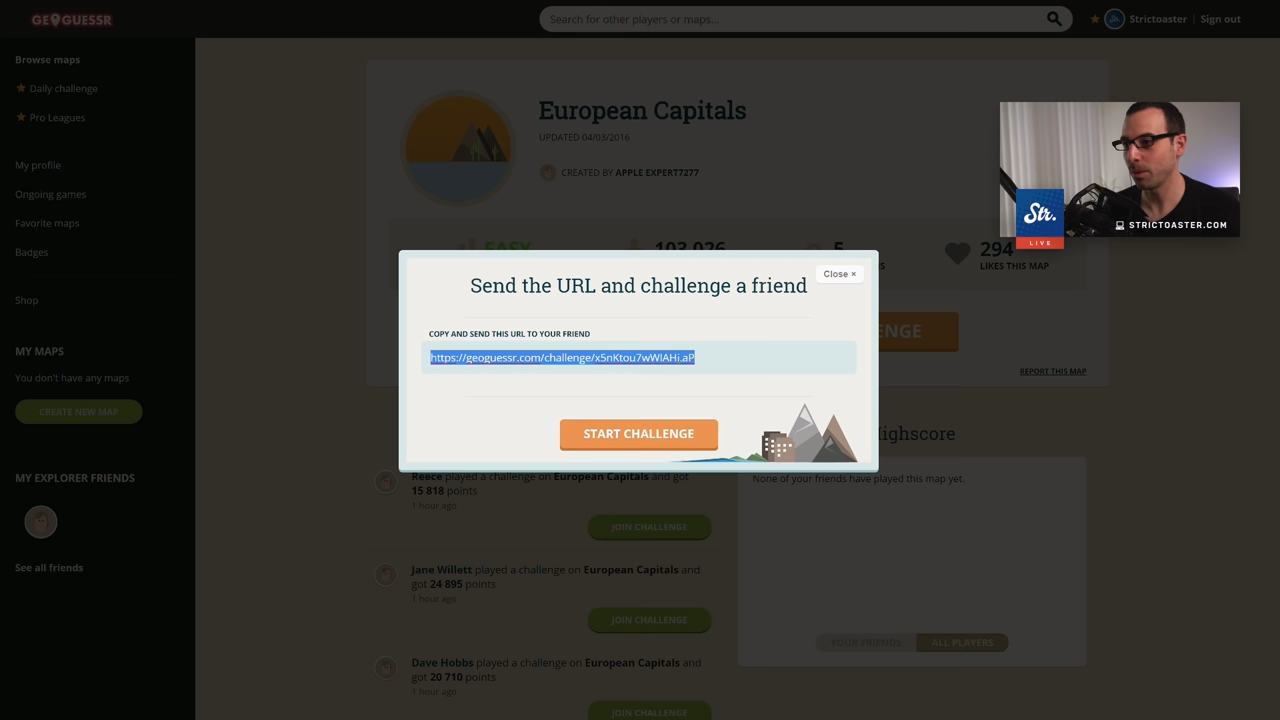 GEOGUESSR
Search for other players or maps...
Strictoaster | Sign out
Browse maps
Daily challenge
Pro Leagues
My profile
Ongoing games
Favorite maps
Badges
Shop
MY MAPS
You don't have any maps
CREATE NEW MAP
MY EXPLORER FRIENDS
See all friends
European Capitals
UPDATED 04/03/2016
CREATED BY APPLE EXPERT7277
EASY
103 026
5
294
LIKES THIS MAP
REPORT THIS MAP
Str.
LIVE
STRICTOASTER.COM
Send the URL and challenge a friend
Close ×
COPY AND SEND THIS URL TO YOUR FRIEND
START CHALLENGE
Reece played a challenge on European Capitals and got
15 818 points
1 hour ago
JOIN CHALLENGE
Jane Willett played a challenge on European Capitals and
got 24 895 points
1 hour ago
JOIN CHALLENGE
Dave Hobbs played a challenge on European Capitals and
got 20 710 points
1 hour ago
JOIN CHALLENGE
Highscore
None of your friends have played this map yet.
YOUR FRIENDS
ALL PLAYERS